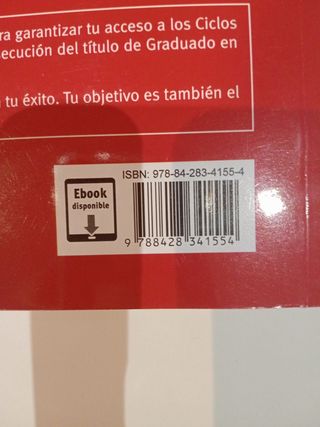 ra garantizar tu acceso a los Ciclos
secución del título de Graduado en
tu éxito. Tu objetivo es también el
ISBN: 978-84-283-4155-4
Ebook
disponible
9 788428 341554